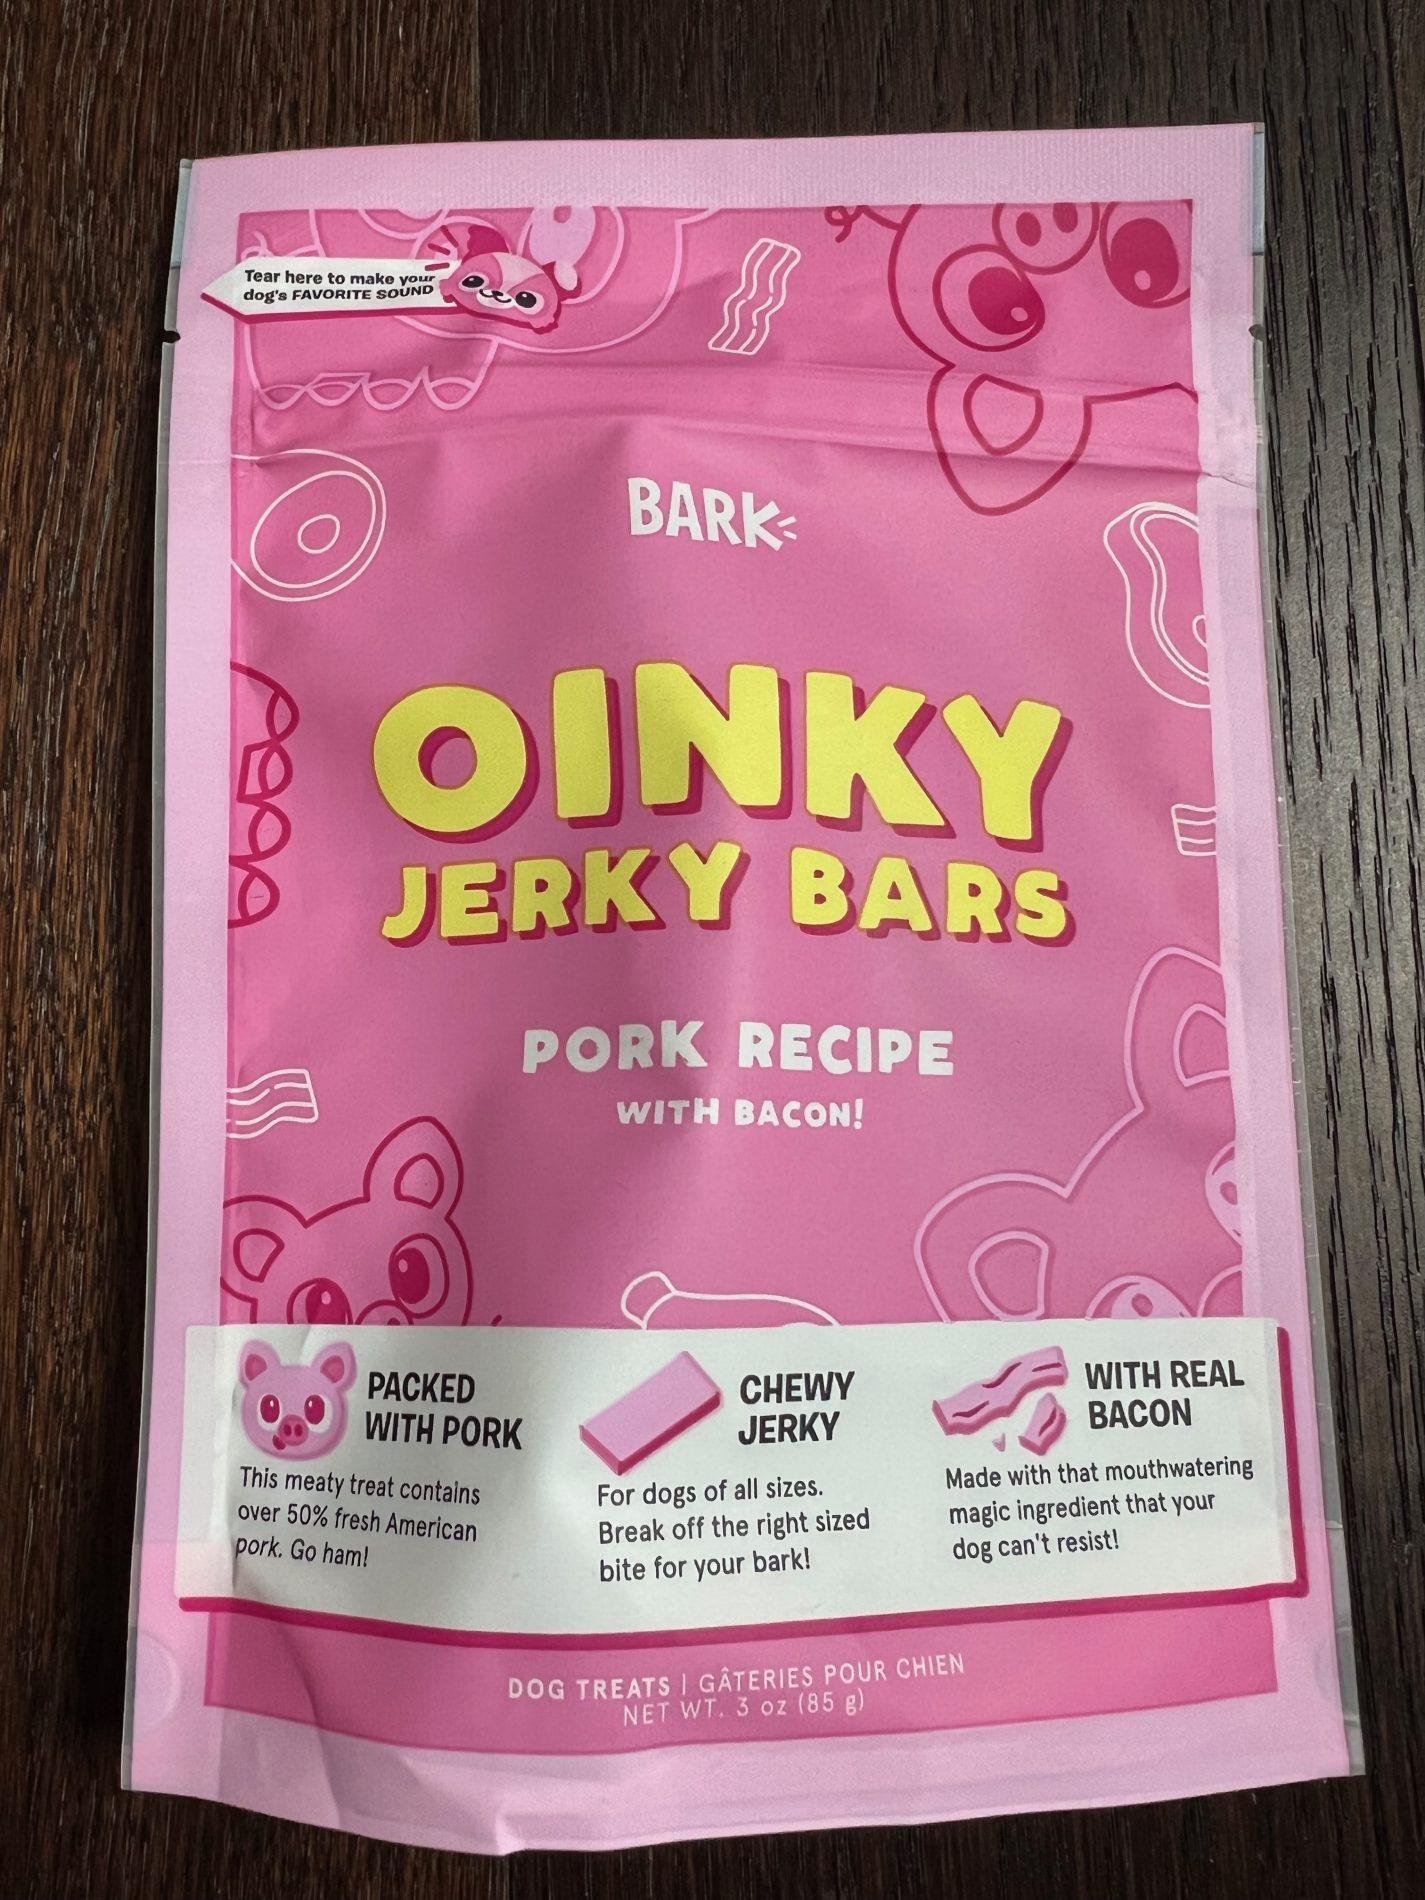 Tear here to make your
dog's FAVORITE SOUND
BARK
OINKY
JERKY BARS
PORK RECIPE
WITH BACON!
PACKED
WITH PORK
This meaty treat contains
over 50% fresh American
pork. Go ham!
CHEWY
JERKY
For dogs of all sizes.
Break off the right sized
bite for your bark!
WITH REAL
BACON
Made with that mouthwatering
magic ingredient that your
dog can't resist!
DOG TREATS | GÂTERIES POUR CHIEN
NET WT. 3 oz (85 g)